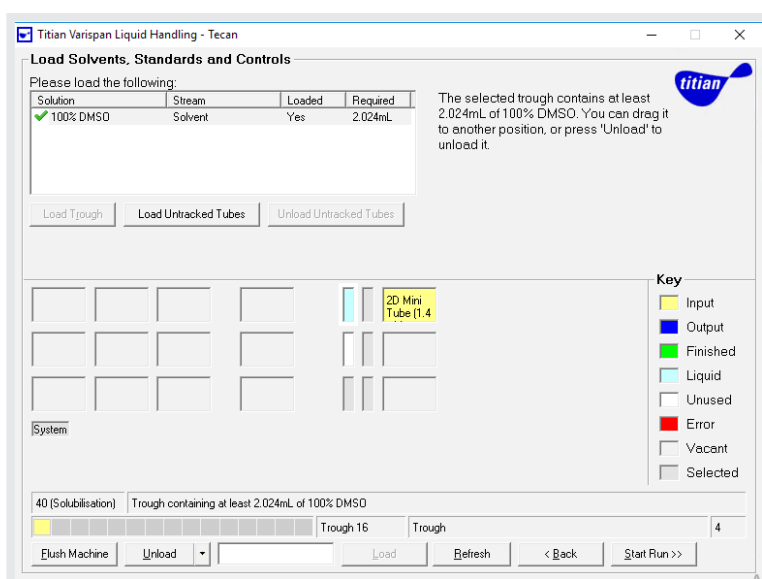 Titian Varispan Liquid Handling - Tecan
Load Solvents, Standards and Controls
Please load the following:
Solution Stream Loaded Required
100% DMSO Solvent Yes 2.024mL
The selected trough contains at least
2.024mL of 100% DMSO. You can drag it
to another position, or press 'Unload' to
unload it.
titian
Load Trough Load Untracked Tubes Unload Untracked Tubes
Key
2D Mini
Tube (1.4
Input
Output
Finished
Liquid
Unused
Error
Vacant
Selected
System
40 (Solubilisation) Trough containing at least 2.024mL of 100% DMSO
Trough 16 Trough 4
Flush Machine Unload Load Refresh < Back Start Run >>